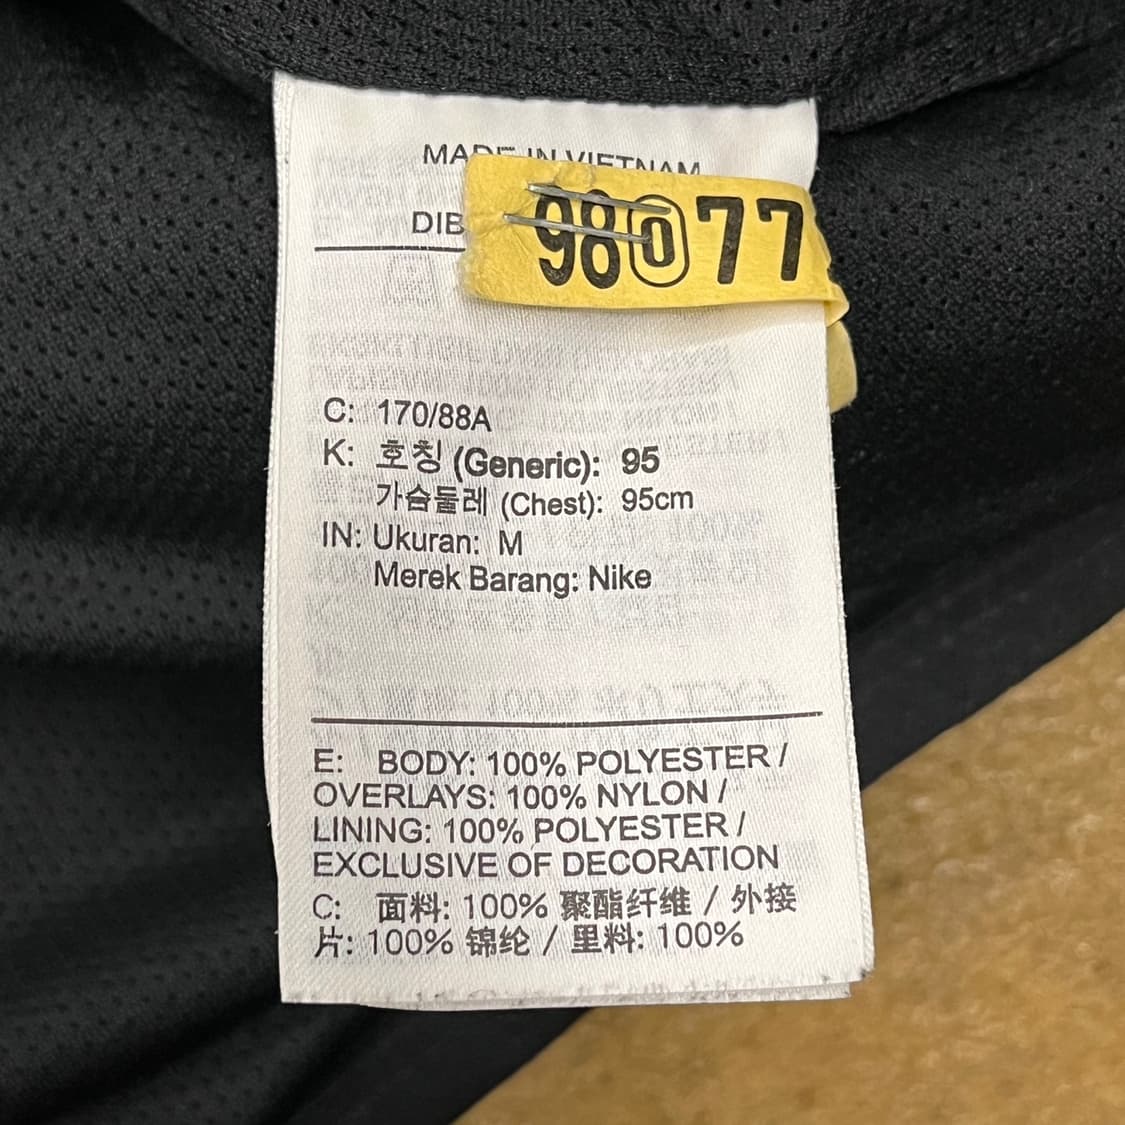 MADE IN VIETNAM
DIB
98077
C: 170/88A
K: 호칭 (Generic): 95
가슴둘레 (Chest): 95cm
IN: Ukuran: M
Merek Barang: Nike
E: BODY: 100% POLYESTER /
OVERLAYS: 100% NYLON /
LINING: 100% POLYESTER /
EXCLUSIVE OF DECORATION
C: 面料: 100% 聚酯纤维 / 外接
片: 100% 锦纶 / 里料: 100%